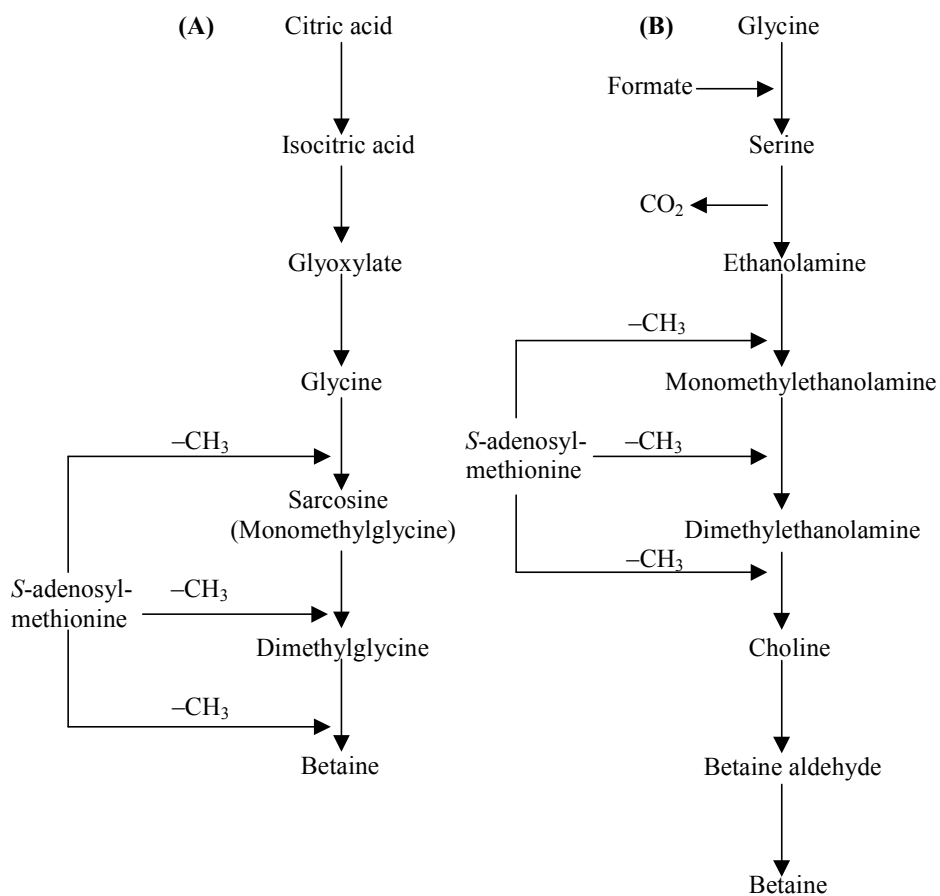 (A)
Citric acid
Isocitric acid
Glyoxylate
Glycine
–CH₃
Sarcosine
(Monomethylglycine)
S-adenosyl-
methionine
–CH₃
Dimethylglycine
–CH₃
Betaine
(B)
Glycine
Formate
Serine
CO₂
Ethanolamine
–CH₃
Monomethylethanolamine
S-adenosyl-
methionine
–CH₃
Dimethylethanolamine
–CH₃
Choline
Betaine aldehyde
Betaine